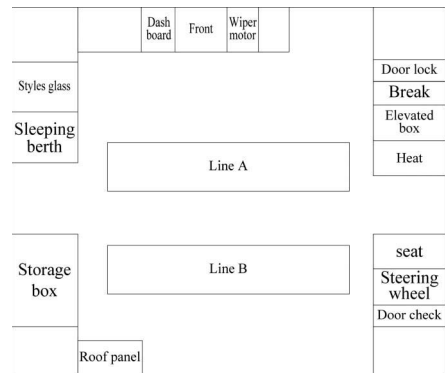 Dash
board
Front
Wiper
motor
Styles glass
Sleeping
berth
Door lock
Break
Elevated
box
Heat
Line A
Line B
Storage
box
seat
Steering
wheel
Door check
Roof panel